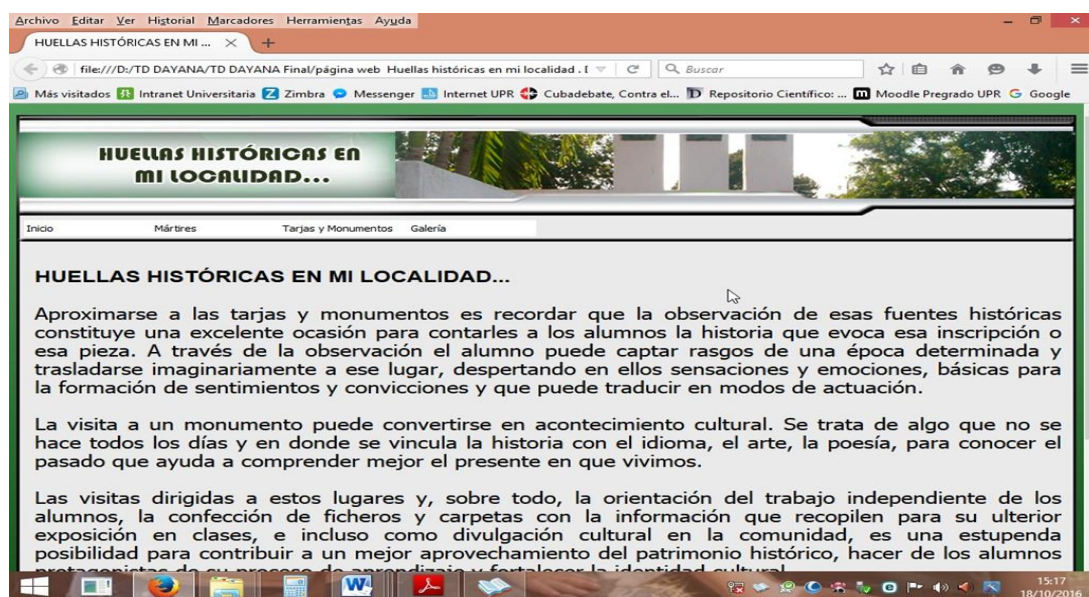 Archivo Editar Ver Historial Marcadores Herramientas Ayuda
HUELLAS HISTÓRICAS EN MI ...
file:///D:/TD DAYANA/TD DAYANA Final/página web Huellas históricas en mi localidad .
Buscar
Más visitados Intranet Universitaria Zimbra Messenger Internet UPR Cubadebate, Contra el... Repositorio Científico: ... Moodle Pregrado UPR Google
HUELLAS HISTÓRICAS EN
MI LOCALIDAD...
Inicio Mártires Tarjas y Monumentos Galería
HUELLAS HISTÓRICAS EN MI LOCALIDAD...
Aproximarse a las tarjas y monumentos es recordar que la observación de esas fuentes históricas
constituye una excelente ocasión para contarles a los alumnos la historia que evoca esa inscripción o
esa pieza. A través de la observación el alumno puede captar rasgos de una época determinada y
trasladarse imaginariamente a ese lugar, despertando en ellos sensaciones y emociones, básicas para
la formación de sentimientos y convicciones y que puede traducir en modos de actuación.
La visita a un monumento puede convertirse en acontecimiento cultural. Se trata de algo que no se
hace todos los días y en donde se vincula la historia con el idioma, el arte, la poesía, para conocer el
pasado que ayuda a comprender mejor el presente en que vivimos.
Las visitas dirigidas a estos lugares y, sobre todo, la orientación del trabajo independiente de los
alumnos, la confección de ficheros y carpetas con la información que recopilen para su ulterior
exposición en clases, e incluso como divulgación cultural en la comunidad, es una estupenda
posibilidad para contribuir a un mejor aprovechamiento del patrimonio histórico, hacer de los alumnos
protagonistas de su proceso de aprendizaje y fortalecer la identidad cultural
15:17
18/10/2016